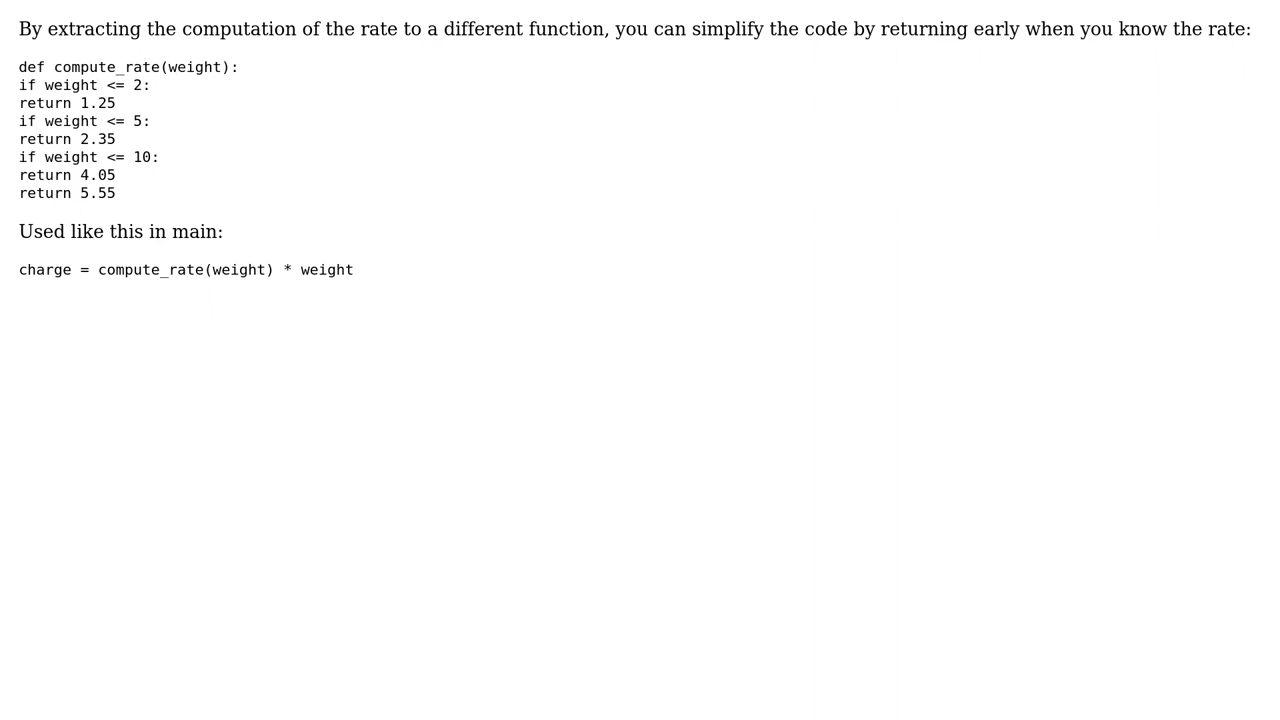 By extracting the computation of the rate to a different function, you can simplify the code by returning early when you know the rate:
def compute_rate(weight):
if weight <= 2:
return 1.25
if weight <= 5:
return 2.35
if weight <= 10:
return 4.05
return 5.55
Used like this in main:
charge = compute_rate(weight) * weight